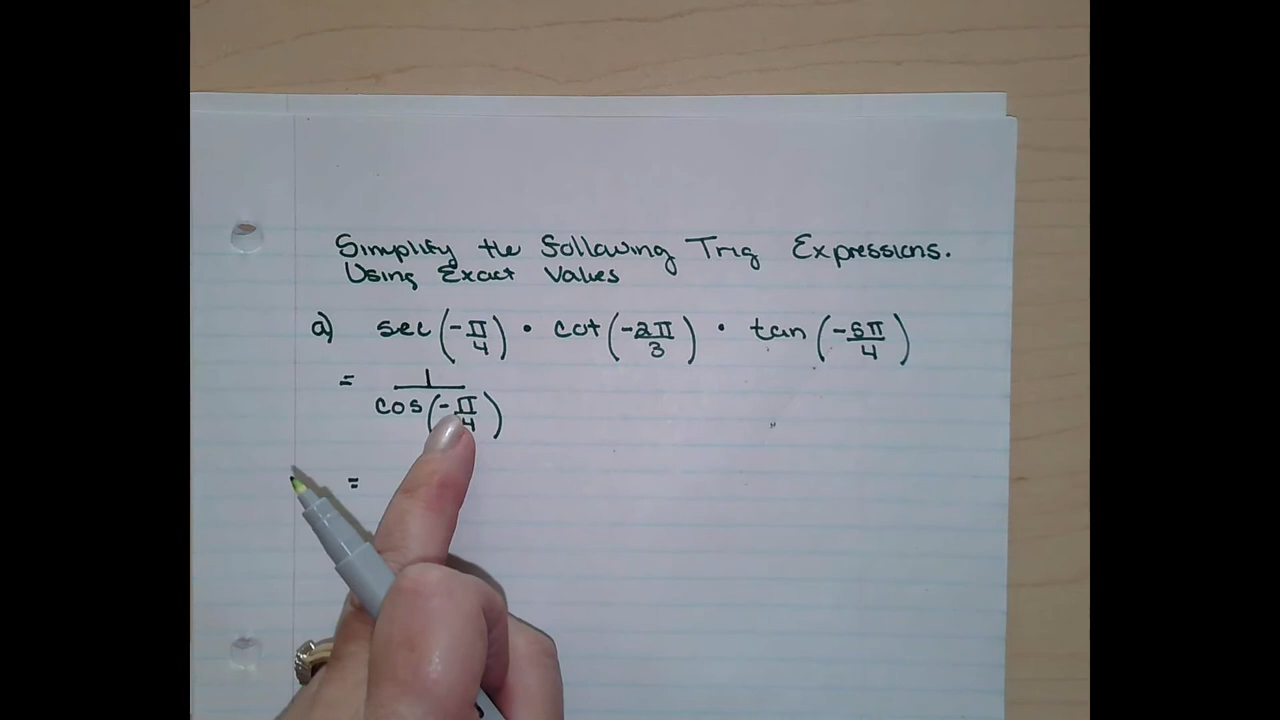 Simplify the Following Trig Expressions.
Using Exact Values
a) sec(-π/4) · cot(-2π/3) · tan(-5π/4)
= 1/cos(-π/4)
=